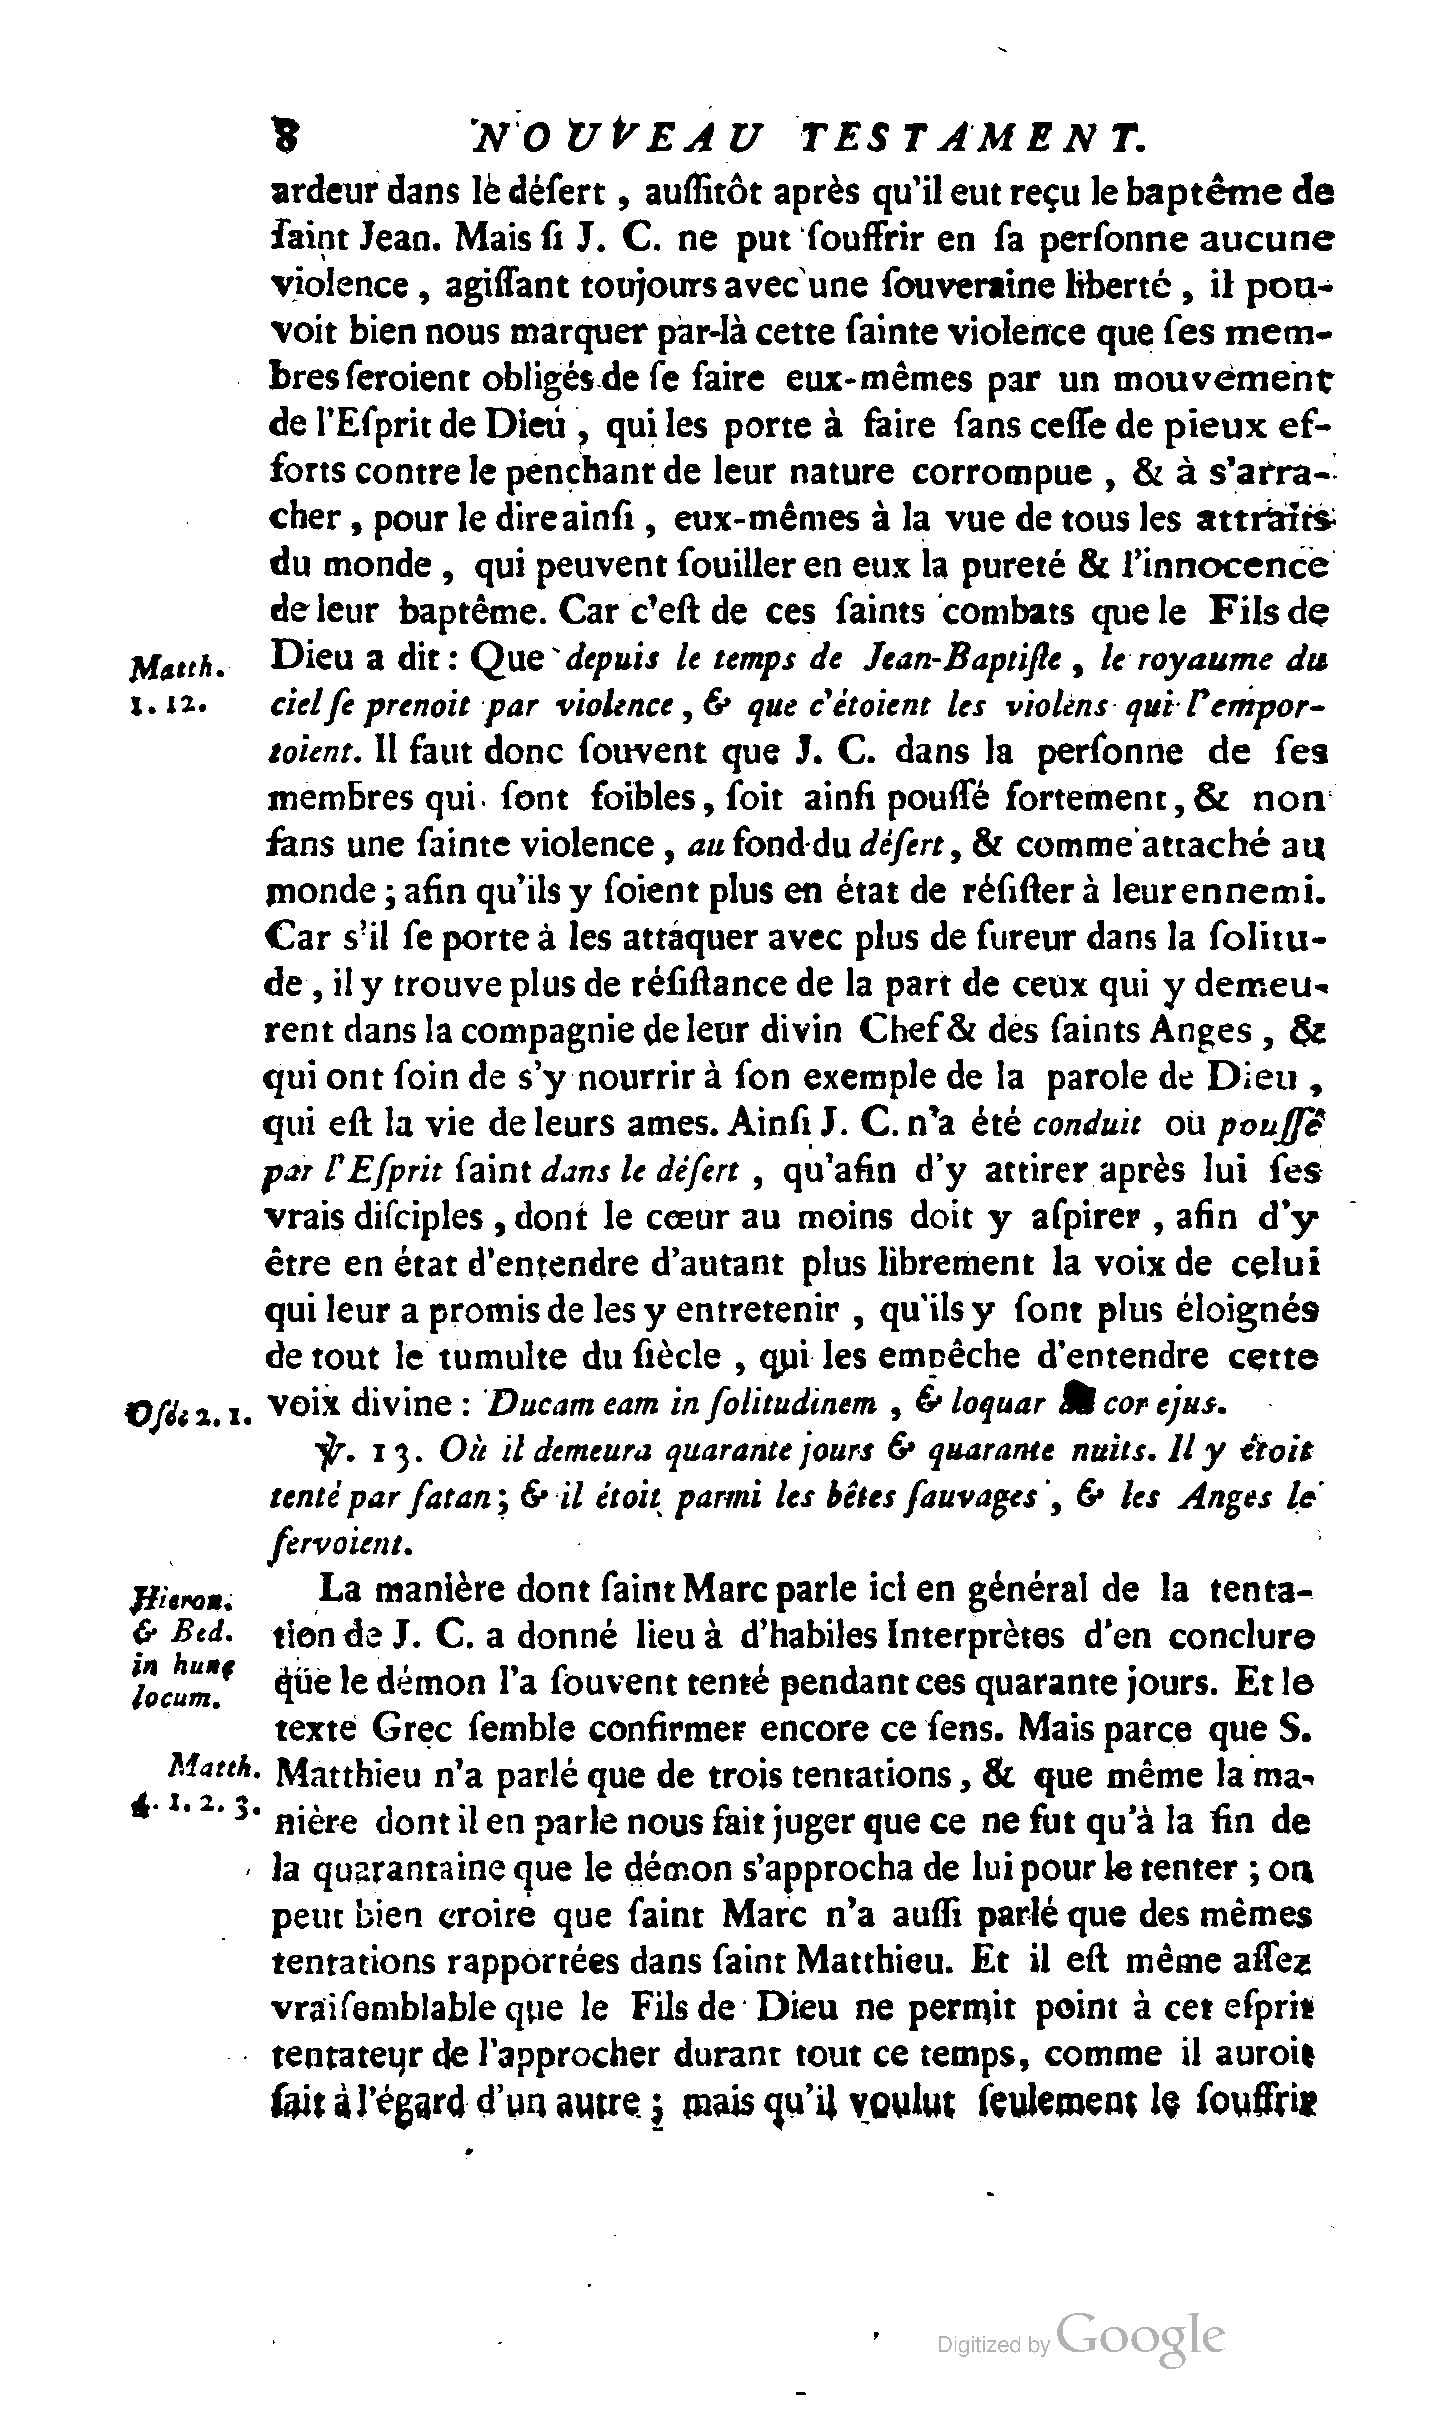 8 NOUVEAU TESTAMENT.
ardeur dans le déſert, auſſitôt après qu'il eut reçu le baptême de
ſaint Jean. Mais ſi J. C. ne put ſouffrir en ſa perſonne aucune
violence, agiſſant toujours avec une ſouveraine liberté, il pou-
voit bien nous marquer par-là cette ſainte violence que ſes mem-
bres ſeroient obligés de ſe faire eux-mêmes par un mouvement
de l'Eſprit de Dieu, qui les porte à faire ſans ceſſe de pieux ef-
forts contre le penchant de leur nature corrompue, & à s'arra-
cher, pour le dire ainſi, eux-mêmes à la vue de tous les attraits
du monde, qui peuvent ſouiller en eux la pureté & l'innocence
de leur baptême. Car c'eſt de ces ſaints combats que le Fils de
Matth. Dieu a dit : Que depuis le temps de Jean-Baptiſte, le royaume du
1. 12. ciel ſe prenoit par violence, & que c'étoient les violens qui l'empor-
toient. Il faut donc ſouvent que J. C. dans la perſonne de ſes
membres qui ſont foibles, ſoit ainſi pouſſé fortement, & non
ſans une ſainte violence, au fond du déſert, & comme attaché au
monde ; afin qu'ils y ſoient plus en état de réſiſter à leur ennemi.
Car s'il ſe porte à les attaquer avec plus de fureur dans la ſolitu-
de, il y trouve plus de réſiſtance de la part de ceux qui y demeu-
rent dans la compagnie de leur divin Chef & des ſaints Anges, &
qui ont ſoin de s'y nourrir à ſon exemple de la parole de Dieu,
qui eſt la vie de leurs ames. Ainſi J. C. n'a été conduit ou pouſſé
par l'Eſprit ſaint dans le déſert, qu'afin d'y attirer après lui ſes
vrais diſciples, dont le cœur au moins doit y aſpirer, afin d'y
être en état d'entendre d'autant plus librement la voix de celui
qui leur a promis de les y entretenir, qu'ils y ſont plus éloignés
de tout le tumulte du ſiècle, qui les empêche d'entendre cette
Oſée 2. 1. voix divine : Ducam eam in ſolitudinem, & loquar cor ejus.
℣. 13. Où il demeura quarante jours & quarante nuits. Il y étoit
tenté par ſatan ; & il étoit parmi les bêtes ſauvages, & les Anges le
ſervoient.
Hieron. La manière dont ſaint Marc parle ici en général de la tenta-
& Bed. tion de J. C. a donné lieu à d'habiles Interprètes d'en conclure
in hunc que le démon l'a ſouvent tenté pendant ces quarante jours. Et le
locum. texte Grec ſemble confirmer encore ce ſens. Mais parce que S.
Matth. Matthieu n'a parlé que de trois tentations, & que même la ma-
4. 1. 2. 3. nière dont il en parle nous fait juger que ce ne fut qu'à la fin de
la quarantaine que le démon s'approcha de lui pour le tenter ; on
peut bien croire que ſaint Marc n'a auſſi parlé que des mêmes
tentations rapportées dans ſaint Matthieu. Et il eſt même aſſez
vraiſemblable que le Fils de Dieu ne permit point à cet eſprit
tentateur de l'approcher durant tout ce temps, comme il auroit
fait à l'égard d'un autre ; mais qu'il voulut ſeulement le ſouffrir
Digitized by Google